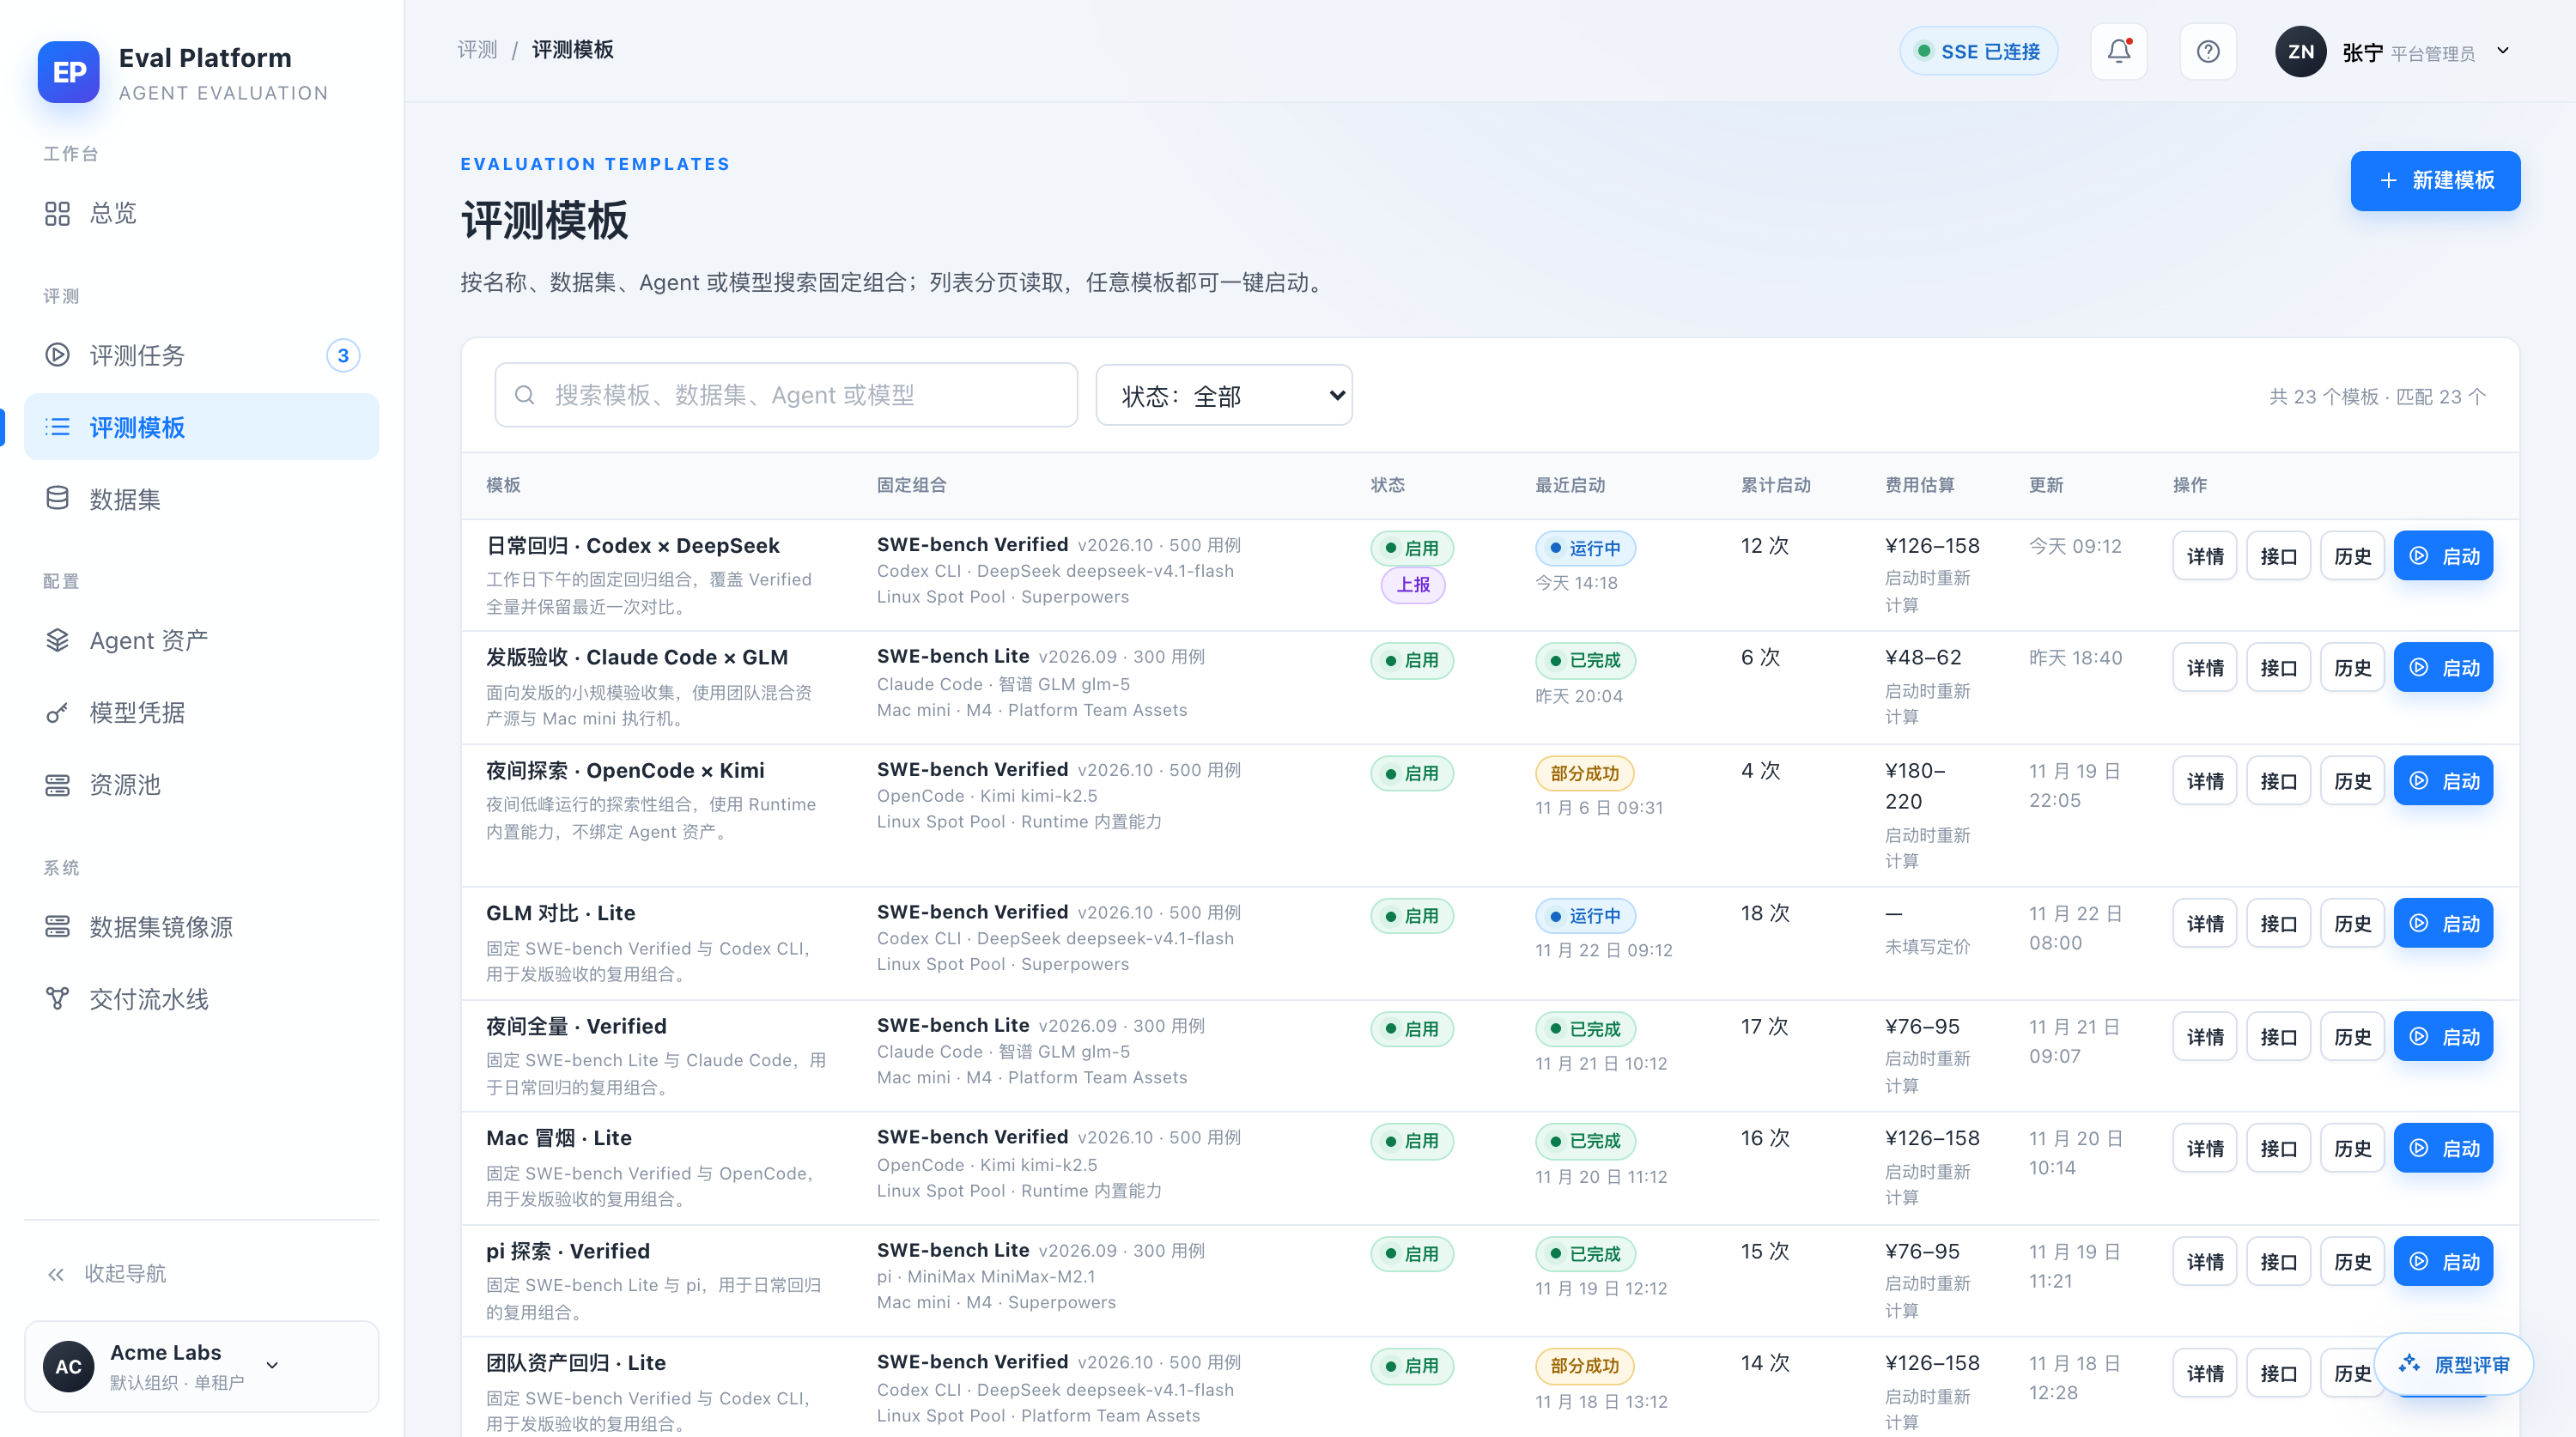 EP
Eval Platform
AGENT EVALUATION
工作台
总览
评测
评测任务 3
评测模板
数据集
配置
Agent 资产
模型凭据
资源池
系统
数据集镜像源
交付流水线
收起导航
AC
Acme Labs
默认组织 · 单租户
评测 / 评测模板
SSE 已连接
ZN 张宁 平台管理员
EVALUATION TEMPLATES
评测模板
按名称、数据集、Agent 或模型搜索固定组合；列表分页读取，任意模板都可一键启动。
新建模板
搜索模板、数据集、Agent 或模型
状态：全部
共 23 个模板 · 匹配 23 个
模板 固定组合 状态 最近启动 累计启动 费用估算 更新 操作
日常回归 · Codex × DeepSeek
工作日下午的固定回归组合，覆盖 Verified
全量并保留最近一次对比。
SWE-bench Verified v2026.10 · 500 用例
Codex CLI · DeepSeek deepseek-v4.1-flash
Linux Spot Pool · Superpowers
启用
上报
运行中
今天 14:18
12 次
¥126–158
启动时重新
计算
今天 09:12
详情 接口 历史 启动
发版验收 · Claude Code × GLM
面向发版的小规模验收集，使用团队混合资
产源与 Mac mini 执行机。
SWE-bench Lite v2026.09 · 300 用例
Claude Code · 智谱 GLM glm-5
Mac mini · M4 · Platform Team Assets
启用
已完成
昨天 20:04
6 次
¥48–62
启动时重新
计算
昨天 18:40
详情 接口 历史 启动
夜间探索 · OpenCode × Kimi
夜间低峰运行的探索性组合，使用 Runtime
内置能力，不绑定 Agent 资产。
SWE-bench Verified v2026.10 · 500 用例
OpenCode · Kimi kimi-k2.5
Linux Spot Pool · Runtime 内置能力
启用
部分成功
11 月 6 日 09:31
4 次
¥180–
220
启动时重新
计算
11 月 19 日
22:05
详情 接口 历史 启动
GLM 对比 · Lite
固定 SWE-bench Verified 与 Codex CLI，
用于发版验收的复用组合。
SWE-bench Verified v2026.10 · 500 用例
Codex CLI · DeepSeek deepseek-v4.1-flash
Linux Spot Pool · Superpowers
启用
运行中
11 月 22 日 09:12
18 次
—
未填写定价
11 月 22 日
08:00
详情 接口 历史 启动
夜间全量 · Verified
固定 SWE-bench Lite 与 Claude Code，用
于日常回归的复用组合。
SWE-bench Lite v2026.09 · 300 用例
Claude Code · 智谱 GLM glm-5
Mac mini · M4 · Platform Team Assets
启用
已完成
11 月 21 日 10:12
17 次
¥76–95
启动时重新
计算
11 月 21 日
09:07
详情 接口 历史 启动
Mac 冒烟 · Lite
固定 SWE-bench Verified 与 OpenCode，
用于发版验收的复用组合。
SWE-bench Verified v2026.10 · 500 用例
OpenCode · Kimi kimi-k2.5
Linux Spot Pool · Runtime 内置能力
启用
已完成
11 月 20 日 11:12
16 次
¥126–158
启动时重新
计算
11 月 20 日
10:14
详情 接口 历史 启动
pi 探索 · Verified
固定 SWE-bench Lite 与 pi，用于日常回归
的复用组合。
SWE-bench Lite v2026.09 · 300 用例
pi · MiniMax MiniMax-M2.1
Mac mini · M4 · Superpowers
启用
已完成
11 月 19 日 12:12
15 次
¥76–95
启动时重新
计算
11 月 19 日
11:21
详情 接口 历史 启动
团队资产回归 · Lite
固定 SWE-bench Verified 与 Codex CLI，
用于发版验收的复用组合。
SWE-bench Verified v2026.10 · 500 用例
Codex CLI · DeepSeek deepseek-v4.1-flash
Linux Spot Pool · Platform Team Assets
启用
部分成功
11 月 18 日 13:12
14 次
¥126–158
启动时重新
计算
11 月 18 日
12:28
详情 接口 历史
原型评审